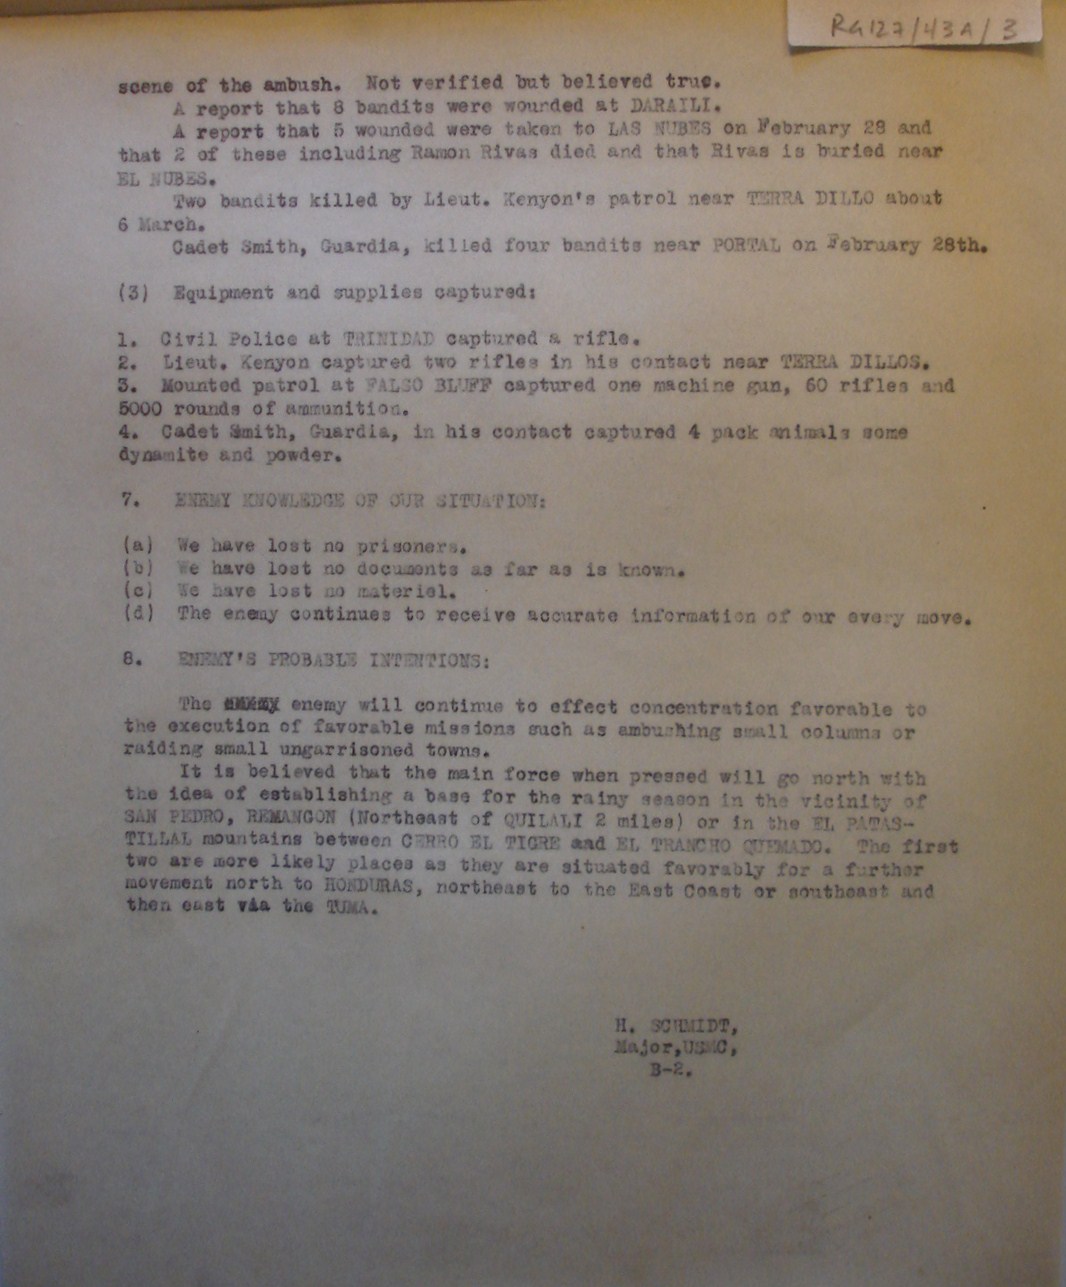 RG127/43A/3
scene of the ambush. Not verified but believed true.
A report that 8 bandits were wounded at DARAILI.
A report that 5 wounded were taken to LAS NUBES on February 28 and
that 2 of these including Ramon Rivas died and that Rivas is buried near
EL NUBES.
Two bandits killed by Lieut. Kenyon's patrol near TERRA DILLO about
6 March.
Cadet Smith, Guardia, killed four bandits near PORTAL on February 28th.
(3) Equipment and supplies captured:
1. Civil Police at TRINIDAD captured a rifle.
2. Lieut. Kenyon captured two rifles in his contact near TERRA DILLOS.
3. Mounted patrol at FALSO BLUFF captured one machine gun, 60 rifles and
5000 rounds of ammunition.
4. Cadet Smith, Guardia, in his contact captured 4 pack animals some
dynamite and powder.
7. ENEMY KNOWLEDGE OF OUR SITUATION:
(a) We have lost no prisoners.
(b) We have lost no documents as far as is known.
(c) We have lost no materiel.
(d) The enemy continues to receive accurate information of our every move.
8. ENEMY'S PROBABLE INTENTIONS:
The enemy will continue to effect concentration favorable to
the execution of favorable missions such as ambushing small columns or
raiding small ungarrisoned towns.
It is believed that the main force when pressed will go north with
the idea of establishing a base for the rainy season in the vicinity of
SAN PEDRO, REMANGON (Northeast of QUILALI 2 miles) or in the EL PATAS-
TILLAL mountains between CERRO EL TIGRE and EL TRANCHO QUEMADO. The first
two are more likely places as they are situated favorably for a further
movement north to HONDURAS, northeast to the East Coast or southeast and
then east via the TUMA.
H. SCHMIDT,
Major,USMC,
B-2.